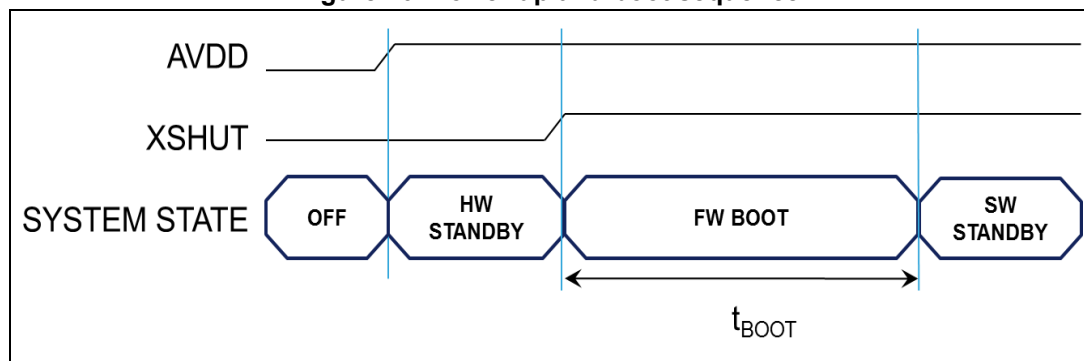 AVDD
XSHUT
SYSTEM STATE
OFF
HW
STANDBY
FW BOOT
SW
STANDBY
tBOOT